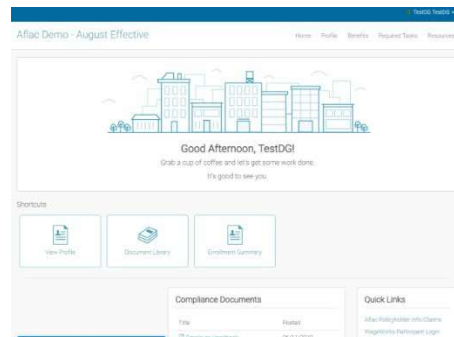 TestDG TestDG
Aflac Demo - August Effective
Home Profile Benefits Required Tasks Resources
Good Afternoon, TestDG!
Grab a cup of coffee and let's get some work done.
It's good to see you.
Shortcuts
View Profile
Document Library
Enrollment Summary
Compliance Documents
Title Posted
Quick Links
Aflac Policyholder Info/Claims
WageWorks Participant Login